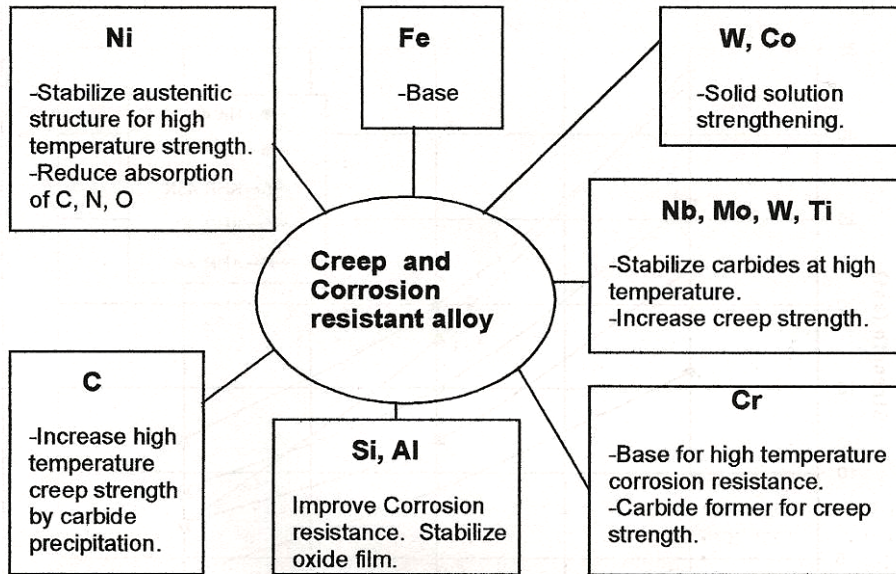 Ni
-Stabilize austenitic
structure for high
temperature strength.
-Reduce absorption
of C, N, O
Fe
-Base
W, Co
-Solid solution
strengthening.
Creep and
Corrosion
resistant alloy
Nb, Mo, W, Ti
-Stabilize carbides at high
temperature.
-Increase creep strength.
C
-Increase high
temperature
creep strength
by carbide
precipitation.
Si, Al
Improve Corrosion
resistance. Stabilize
oxide film.
Cr
-Base for high temperature
corrosion resistance.
-Carbide former for creep
strength.